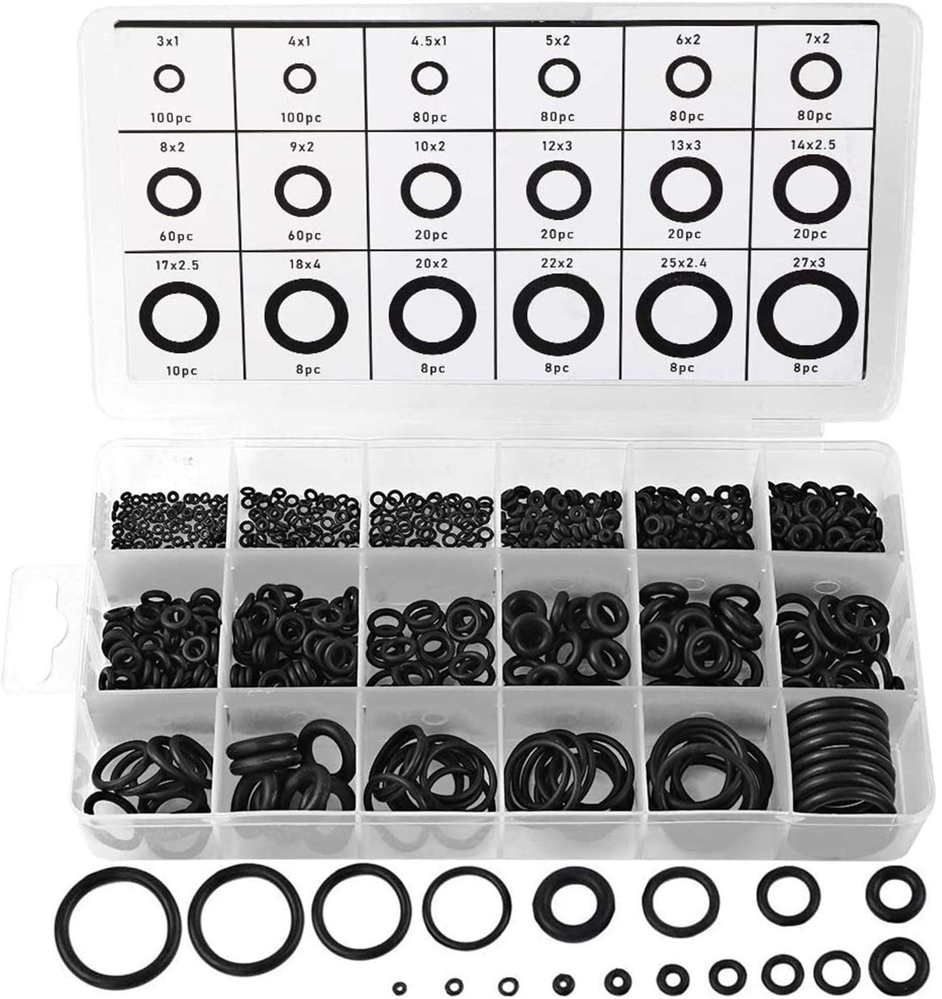 3x1 4x1 4.5x1 5x2 6x2 7x2
100pc 100pc 80pc 80pc 80pc 80pc
8x2 9x2 10x2 12x3 13x3 14x2.5
60pc 60pc 20pc 20pc 20pc 20pc
17x2.5 18x4 20x2 22x2 25x2.4 27x3
10pc 8pc 8pc 8pc 8pc 8pc